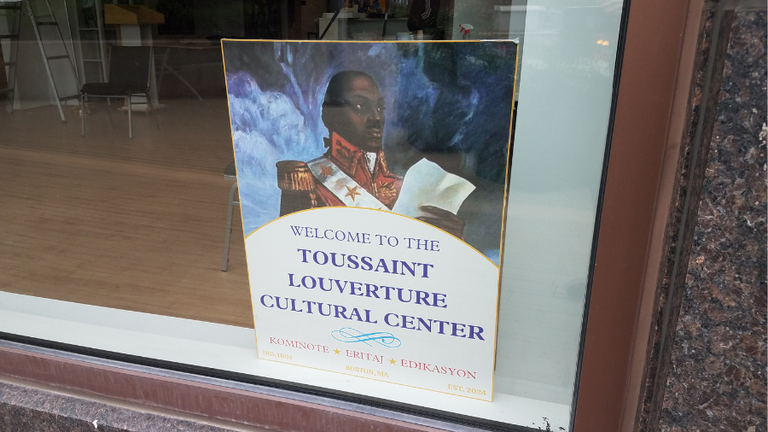 WELCOME TO THE
TOUSSAINT
LOUVERTURE
CULTURAL CENTER
KOMINOTE ★ ERITAJ ★ EDIKASYON
BOSTON, MA
EST. 2024